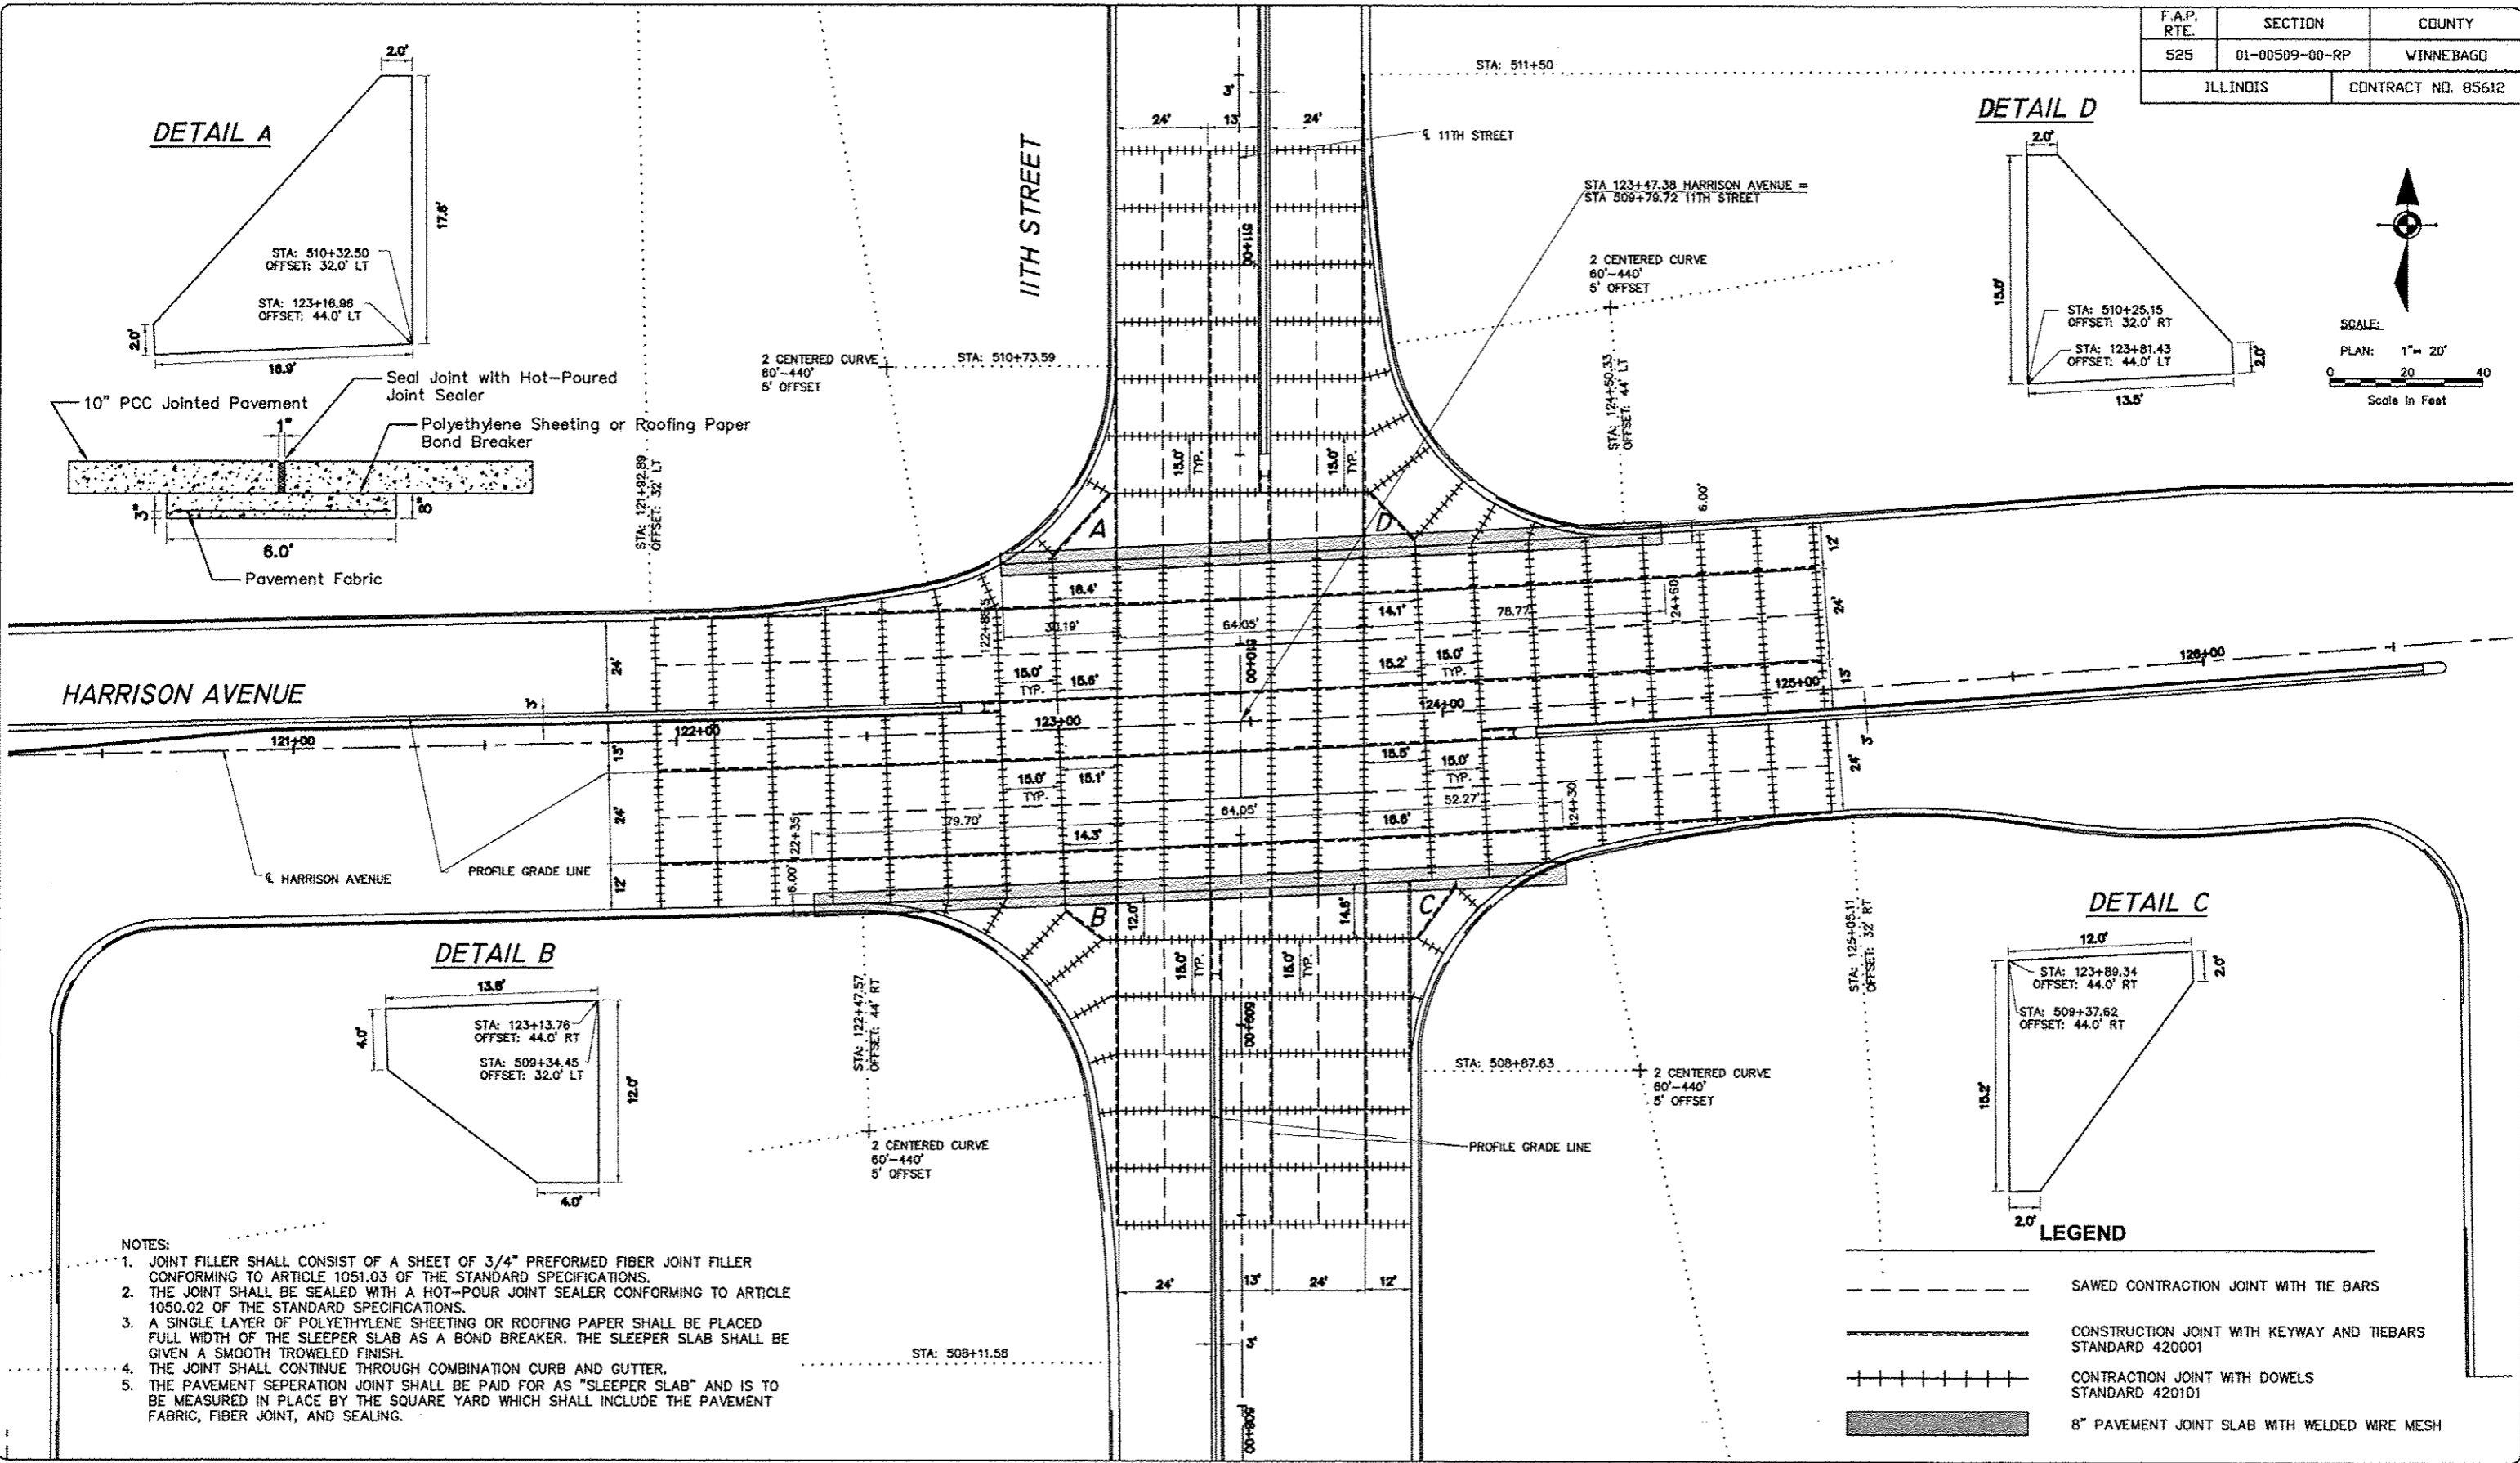 F.A.P. RTE.
SECTION
COUNTY
525
01-00509-00-RP
WINNEBAGO
ILLINOIS
CONTRACT NO. 85612
DETAIL A
2.0'
17.8'
STA: 510+32.50
OFFSET: 32.0' LT
STA: 123+16.96
OFFSET: 44.0' LT
2.0'
16.9'
10" PCC Jointed Pavement
1"
Seal Joint with Hot-Poured
Joint Sealer
Polyethylene Sheeting or Roofing Paper
Bond Breaker
3"
8"
6.0'
Pavement Fabric
11TH STREET
STA: 511+50
3'
24'
13'
24'
℄ 11TH STREET
511+00
STA 123+47.38 HARRISON AVENUE =
STA 509+79.72 11TH STREET
2 CENTERED CURVE
60'-440'
5' OFFSET
2 CENTERED CURVE
60'-440'
5' OFFSET
STA: 510+73.59
STA: 121+92.89
OFFSET: 32' LT
STA: 124+50.33
OFFSET: 44' LT
DETAIL D
2.0'
15.0'
STA: 510+25.15
OFFSET: 32.0' RT
STA: 123+81.43
OFFSET: 44.0' LT
2.0'
13.5'
SCALE:
PLAN: 1"= 20'
0 20 40
Scale In Feet
15.0'
TYP.
15.0'
TYP.
A
D
6.00'
12'
24'
13'
3'
24'
HARRISON AVENUE
24'
3'
13'
24'
12'
121+00
122+00
123+00
124+00
125+00
126+00
122+85.5
16.4'
30.19'
64.05'
14.1'
78.77'
124+60
510+00
15.0'
TYP.
15.6'
15.2'
15.0'
TYP.
15.0'
TYP.
15.1'
15.5'
15.0'
TYP.
122+35
79.70'
14.3'
64.05'
16.6'
52.27'
124+30
6.00'
℄ HARRISON AVENUE
PROFILE GRADE LINE
B
12.0'
14.8'
C
15.0'
TYP.
15.0'
TYP.
509+00
DETAIL B
13.6'
4.0'
STA: 123+13.76
OFFSET: 44.0' RT
STA: 509+34.45
OFFSET: 32.0' LT
12.0'
4.0'
STA: 122+47.57
OFFSET: 44' RT
2 CENTERED CURVE
60'-440'
5' OFFSET
STA: 508+87.63
2 CENTERED CURVE
60'-440'
5' OFFSET
PROFILE GRADE LINE
STA: 125+05.11
OFFSET: 32' RT
DETAIL C
12.0'
2.0'
STA: 123+89.34
OFFSET: 44.0' RT
STA: 509+37.62
OFFSET: 44.0' RT
15.2'
2.0'
24'
13'
24'
12'
3'
STA: 508+11.58
508+00
NOTES:
1. JOINT FILLER SHALL CONSIST OF A SHEET OF 3/4" PREFORMED FIBER JOINT FILLER
CONFORMING TO ARTICLE 1051.03 OF THE STANDARD SPECIFICATIONS.
2. THE JOINT SHALL BE SEALED WITH A HOT-POUR JOINT SEALER CONFORMING TO ARTICLE
1050.02 OF THE STANDARD SPECIFICATIONS.
3. A SINGLE LAYER OF POLYETHYLENE SHEETING OR ROOFING PAPER SHALL BE PLACED
FULL WIDTH OF THE SLEEPER SLAB AS A BOND BREAKER. THE SLEEPER SLAB SHALL BE
GIVEN A SMOOTH TROWELED FINISH.
4. THE JOINT SHALL CONTINUE THROUGH COMBINATION CURB AND GUTTER.
5. THE PAVEMENT SEPERATION JOINT SHALL BE PAID FOR AS "SLEEPER SLAB" AND IS TO
BE MEASURED IN PLACE BY THE SQUARE YARD WHICH SHALL INCLUDE THE PAVEMENT
FABRIC, FIBER JOINT, AND SEALING.
LEGEND
SAWED CONTRACTION JOINT WITH TIE BARS
CONSTRUCTION JOINT WITH KEYWAY AND TIEBARS
STANDARD 420001
CONTRACTION JOINT WITH DOWELS
STANDARD 420101
8" PAVEMENT JOINT SLAB WITH WELDED WIRE MESH